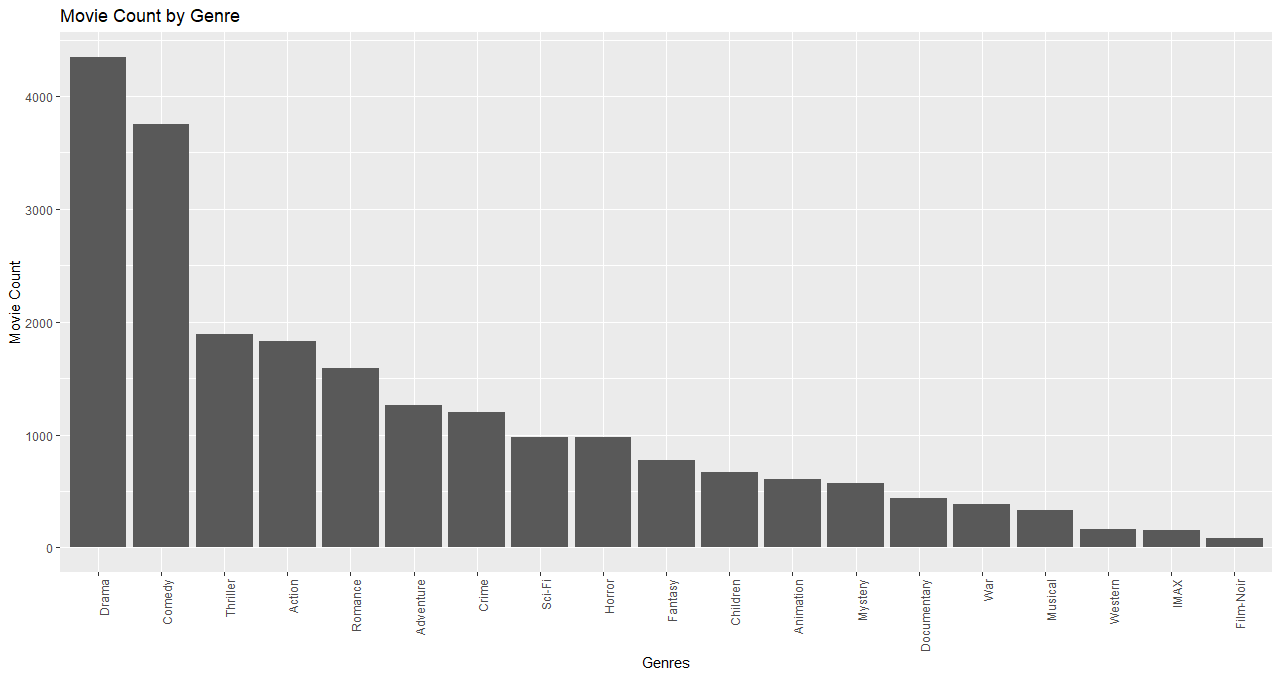 Movie Count by Genre
Movie Count
4000
3000
2000
1000
0
Drama
Comedy
Thriller
Action
Romance
Adventure
Crime
Sci-Fi
Horror
Fantasy
Children
Animation
Mystery
Documentary
War
Musical
Western
IMAX
Film-Noir
Genres